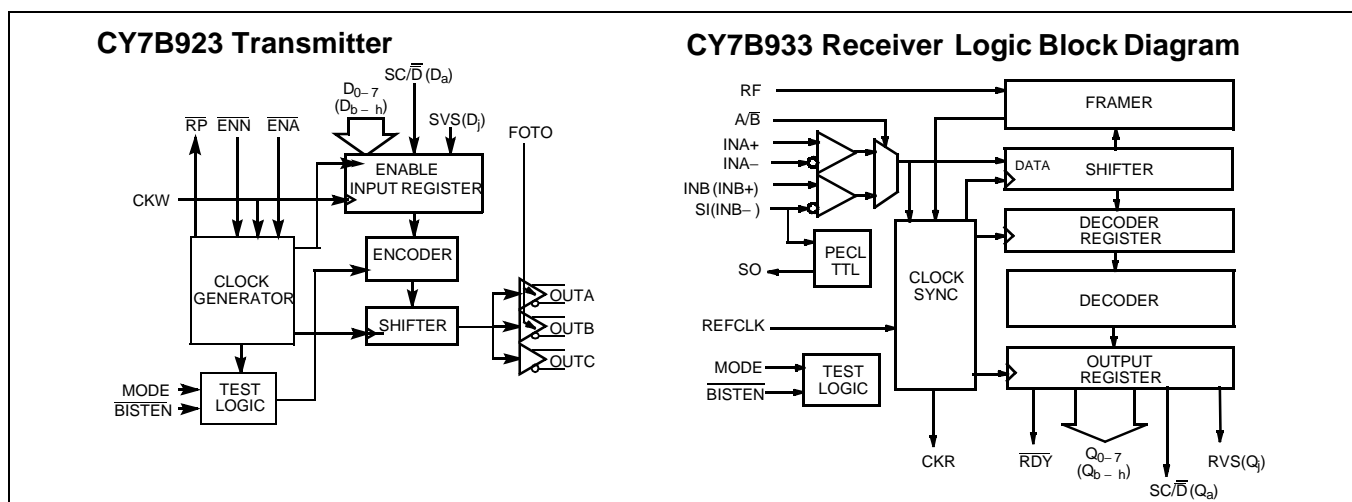 CY7B923 Transmitter
SC/D̅ (Da)
D0–7
(Db–h)
R̅P̅
E̅N̅N̅
E̅N̅A̅
SVS(Dj)
FOTO
ENABLE
INPUT REGISTER
CKW
ENCODER
CLOCK
GENERATOR
SHIFTER
OUTA
OUTB
OUTC
MODE
B̅I̅S̅T̅E̅N̅
TEST
LOGIC
CY7B933 Receiver Logic Block Diagram
RF
FRAMER
A/B̅
INA+
INA–
INB (INB+)
SI(INB–)
DATA
SHIFTER
DECODER
REGISTER
PECL
TTL
SO
CLOCK
SYNC
DECODER
REFCLK
MODE
B̅I̅S̅T̅E̅N̅
TEST
LOGIC
OUTPUT
REGISTER
CKR
R̅D̅Y̅
Q0–7
(Qb–h)
SC/D̅ (Qa)
RVS(Qj)